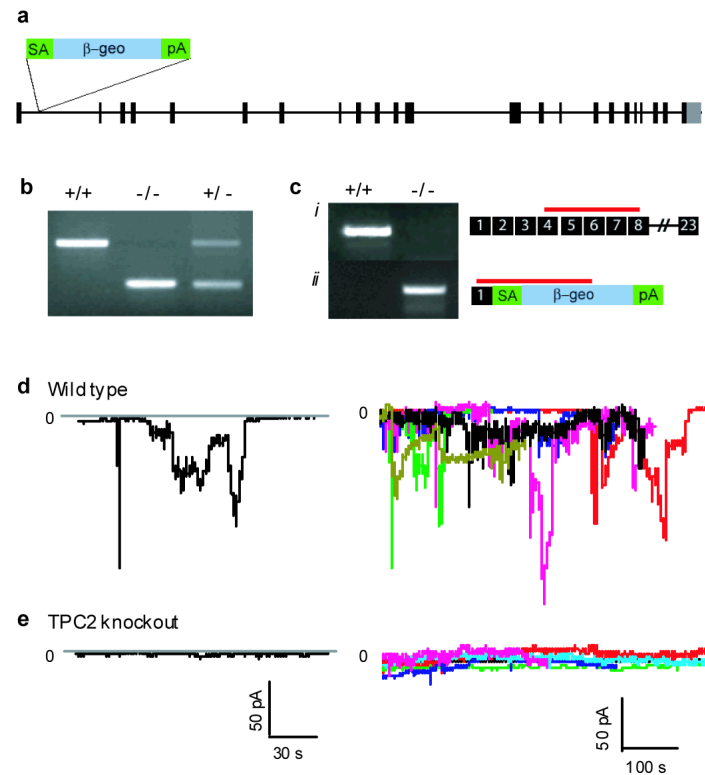 a
SA β-geo pA
b
+/+ -/- +/-
c
+/+ -/-
i
1 2 3 4 5 6 7 8 // 23
ii
1 SA β-geo pA
d Wild type
0
0
e TPC2 knockout
0
0
50 pA
30 s
50 pA
100 s